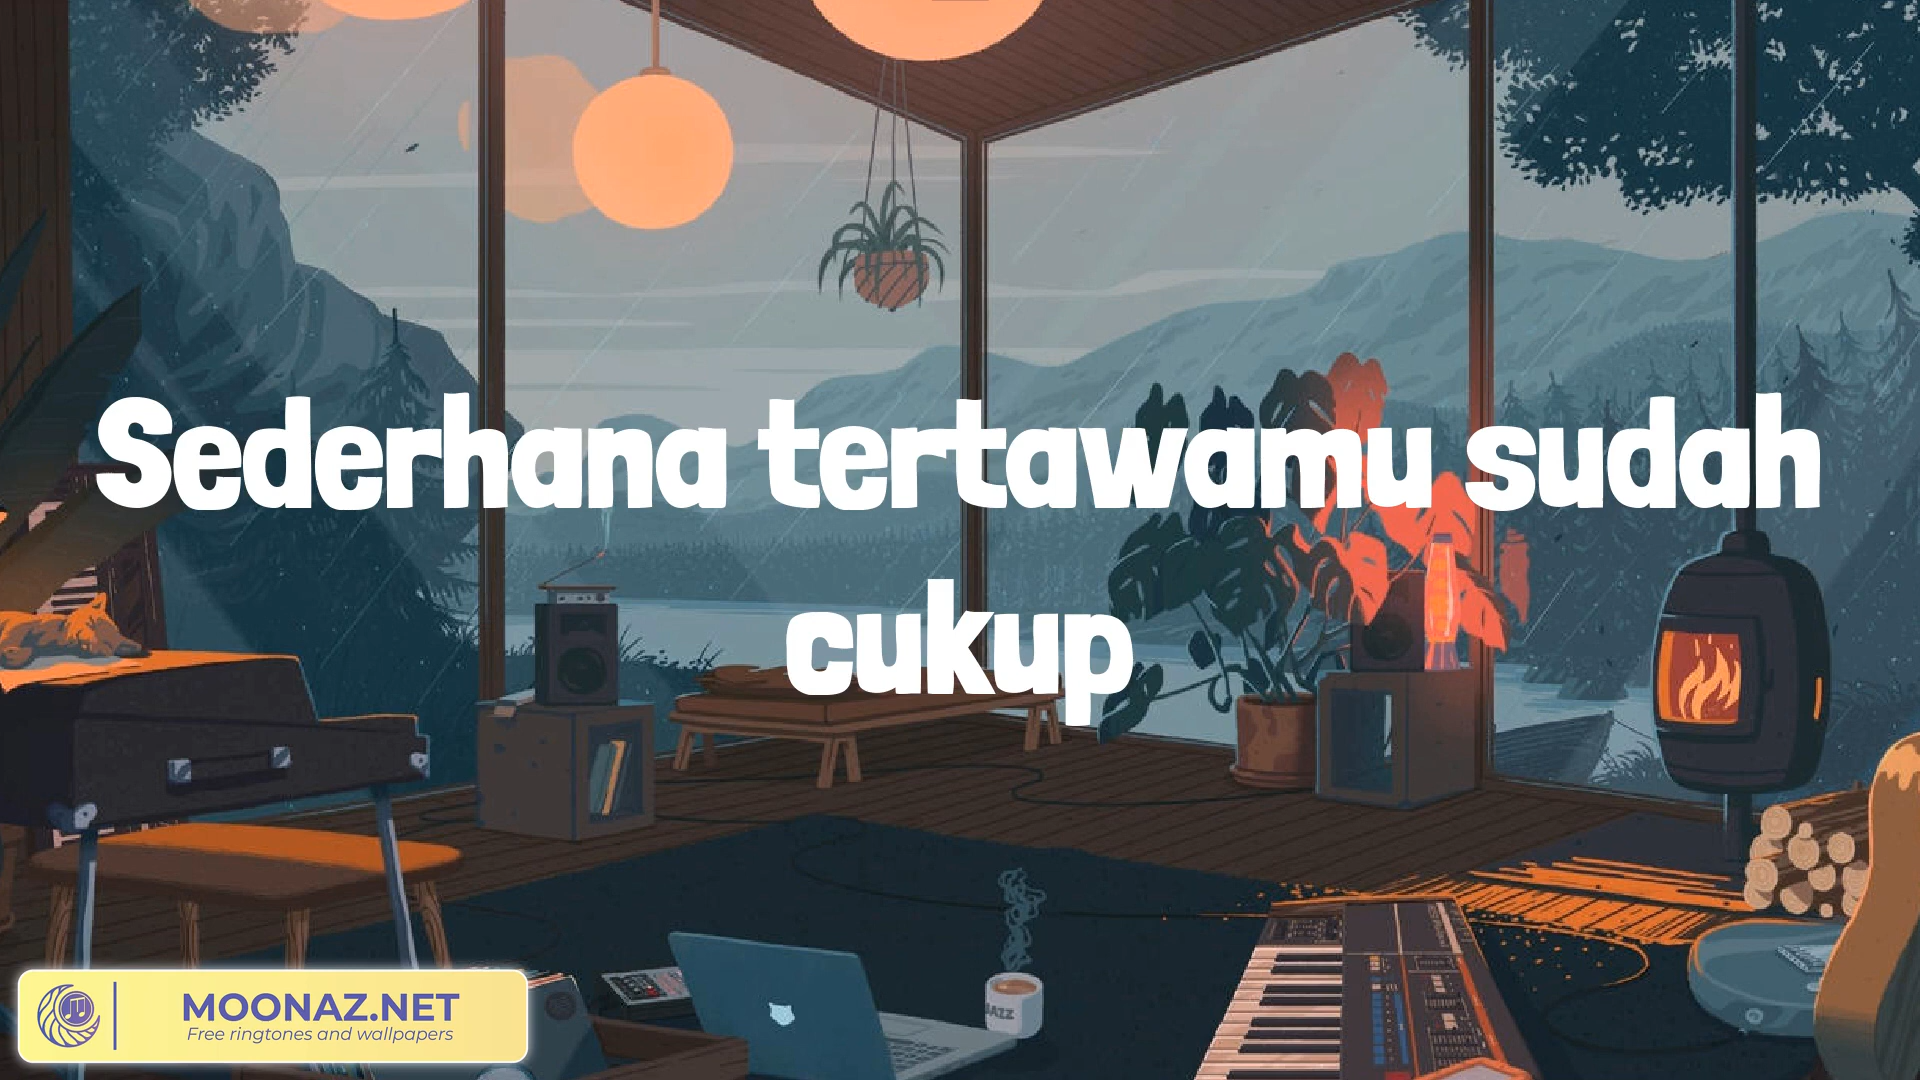 Sederhana tertawamu sudah
cukup
JAZZ
MOONAZ.NET
Free ringtones and wallpapers